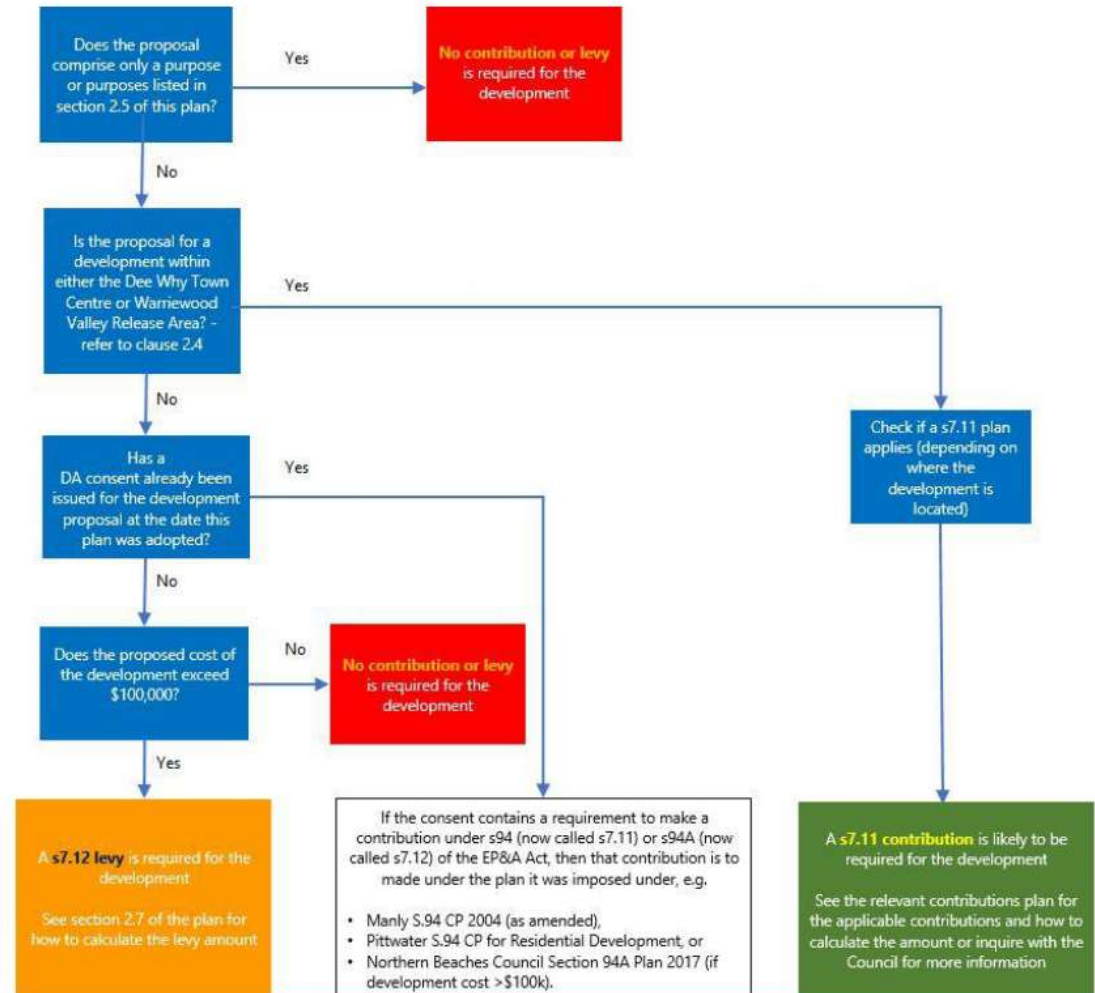 Does the proposal
comprise only a purpose
or purposes listed in
section 2.5 of this plan?
Yes
No contribution or levy
is required for the
development
No
Is the proposal for a
development within
either the Dee Why Town
Centre or Warriewood
Valley Release Area? -
refer to clause 2.4
Yes
No
Check if a s7.11 plan
applies (depending on
where the
development is
located)
Has a
DA consent already been
issued for the development
proposal at the date this
plan was adopted?
Yes
No
Does the proposed cost of
the development exceed
$100,000?
No
No contribution or levy
is required for the
development
Yes
A s7.12 levy is required for the
development
See section 2.7 of the plan for
how to calculate the levy amount
If the consent contains a requirement to make a
contribution under s94 (now called s7.11) or s94A (now
called s7.12) of the EP&A Act, then that contribution is to
made under the plan it was imposed under, e.g.
• Manly S.94 CP 2004 (as amended),
• Pittwater S.94 CP for Residential Development, or
• Northern Beaches Council Section 94A Plan 2017 (if
development cost >$100k).
A s7.11 contribution is likely to be
required for the development
See the relevant contributions plan for
the applicable contributions and how to
calculate the amount or inquire with the
Council for more information